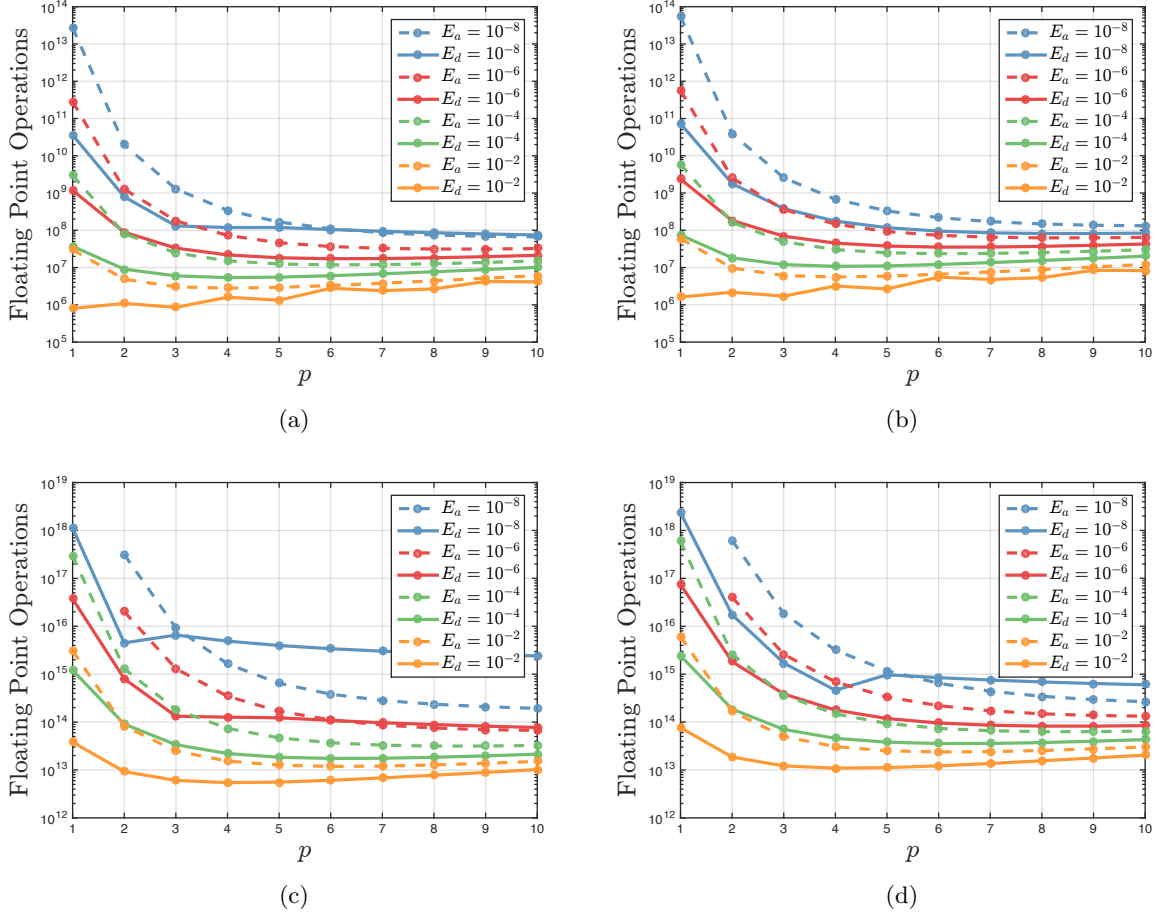 Floating Point Operations
10^14
10^13
10^12
10^11
10^10
10^9
10^8
10^7
10^6
10^5
E_a = 10^-8
E_d = 10^-8
E_a = 10^-6
E_d = 10^-6
E_a = 10^-4
E_d = 10^-4
E_a = 10^-2
E_d = 10^-2
1 2 3 4 5 6 7 8 9 10
p
(a)
Floating Point Operations
10^14
10^13
10^12
10^11
10^10
10^9
10^8
10^7
10^6
10^5
E_a = 10^-8
E_d = 10^-8
E_a = 10^-6
E_d = 10^-6
E_a = 10^-4
E_d = 10^-4
E_a = 10^-2
E_d = 10^-2
1 2 3 4 5 6 7 8 9 10
p
(b)
Floating Point Operations
10^19
10^18
10^17
10^16
10^15
10^14
10^13
10^12
E_a = 10^-8
E_d = 10^-8
E_a = 10^-6
E_d = 10^-6
E_a = 10^-4
E_d = 10^-4
E_a = 10^-2
E_d = 10^-2
1 2 3 4 5 6 7 8 9 10
p
(c)
Floating Point Operations
10^19
10^18
10^17
10^16
10^15
10^14
10^13
10^12
E_a = 10^-8
E_d = 10^-8
E_a = 10^-6
E_d = 10^-6
E_a = 10^-4
E_d = 10^-4
E_a = 10^-2
E_d = 10^-2
1 2 3 4 5 6 7 8 9 10
p
(d)